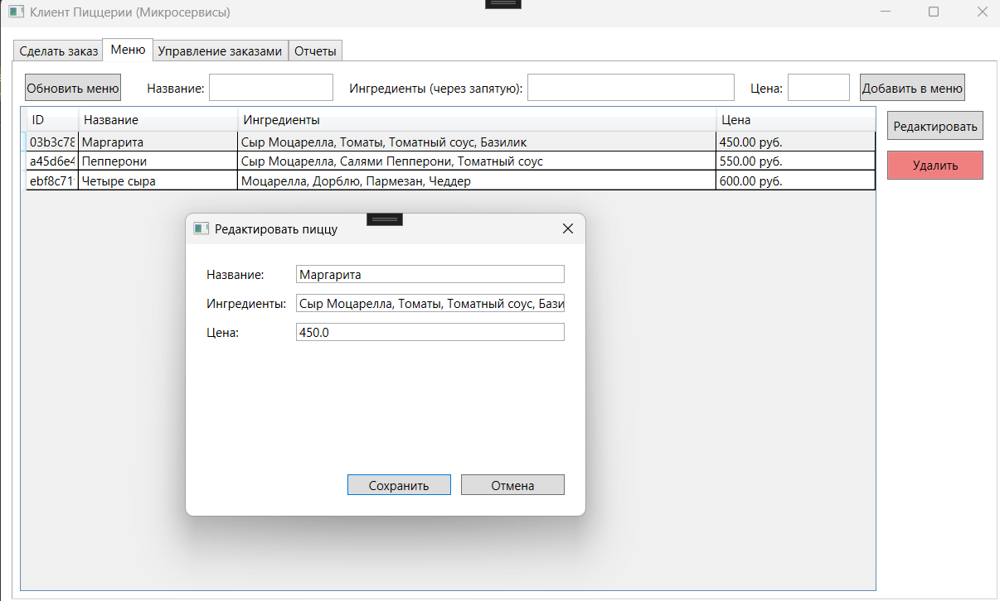 Клиент Пиццерии (Микросервисы)
Сделать заказ Меню Управление заказами Отчеты
Обновить меню Название: Ингредиенты (через запятую): Цена: Добавить в меню
ID Название Ингредиенты Цена
03b3c78 Маргарита Сыр Моцарелла, Томаты, Томатный соус, Базилик 450.00 руб.
a45d6e4 Пепперони Сыр Моцарелла, Салями Пепперони, Томатный соус 550.00 руб.
ebf8c71 Четыре сыра Моцарелла, Дорблю, Пармезан, Чеддер 600.00 руб.
Редактировать
Удалить
Редактировать пиццу
Название: Маргарита
Ингредиенты: Сыр Моцарелла, Томаты, Томатный соус, Бази
Цена: 450.0
Сохранить Отмена